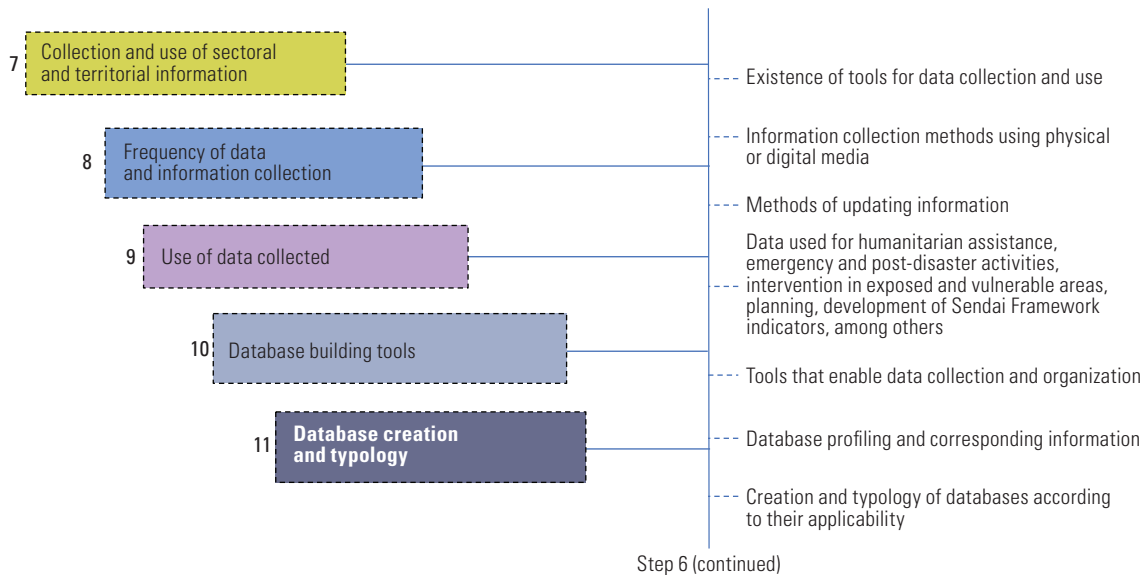 7
Collection and use of sectoral
and territorial information
8
Frequency of data
and information collection
9
Use of data collected
10
Database building tools
11
Database creation
and typology
Existence of tools for data collection and use
Information collection methods using physical
or digital media
Methods of updating information
Data used for humanitarian assistance,
emergency and post-disaster activities,
intervention in exposed and vulnerable areas,
planning, development of Sendai Framework
indicators, among others
Tools that enable data collection and organization
Database profiling and corresponding information
Creation and typology of databases according
to their applicability
Step 6 (continued)